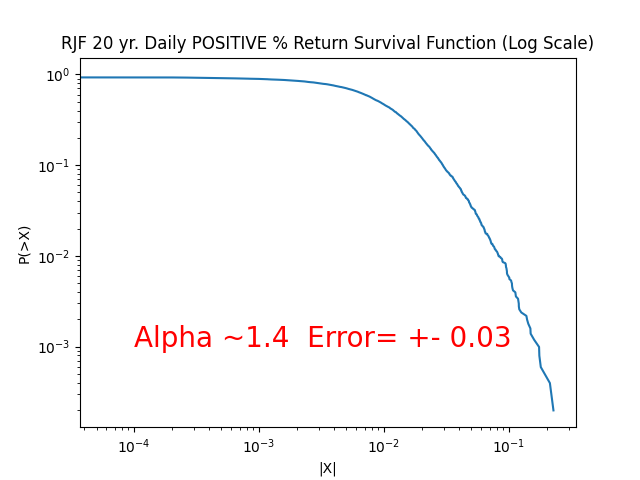 RJF 20 yr. Daily POSITIVE % Return Survival Function (Log Scale)
10⁰
10⁻¹
10⁻²
10⁻³
P(>X)
Alpha ~1.4  Error= +- 0.03
10⁻⁴ 10⁻³ 10⁻² 10⁻¹
|X|